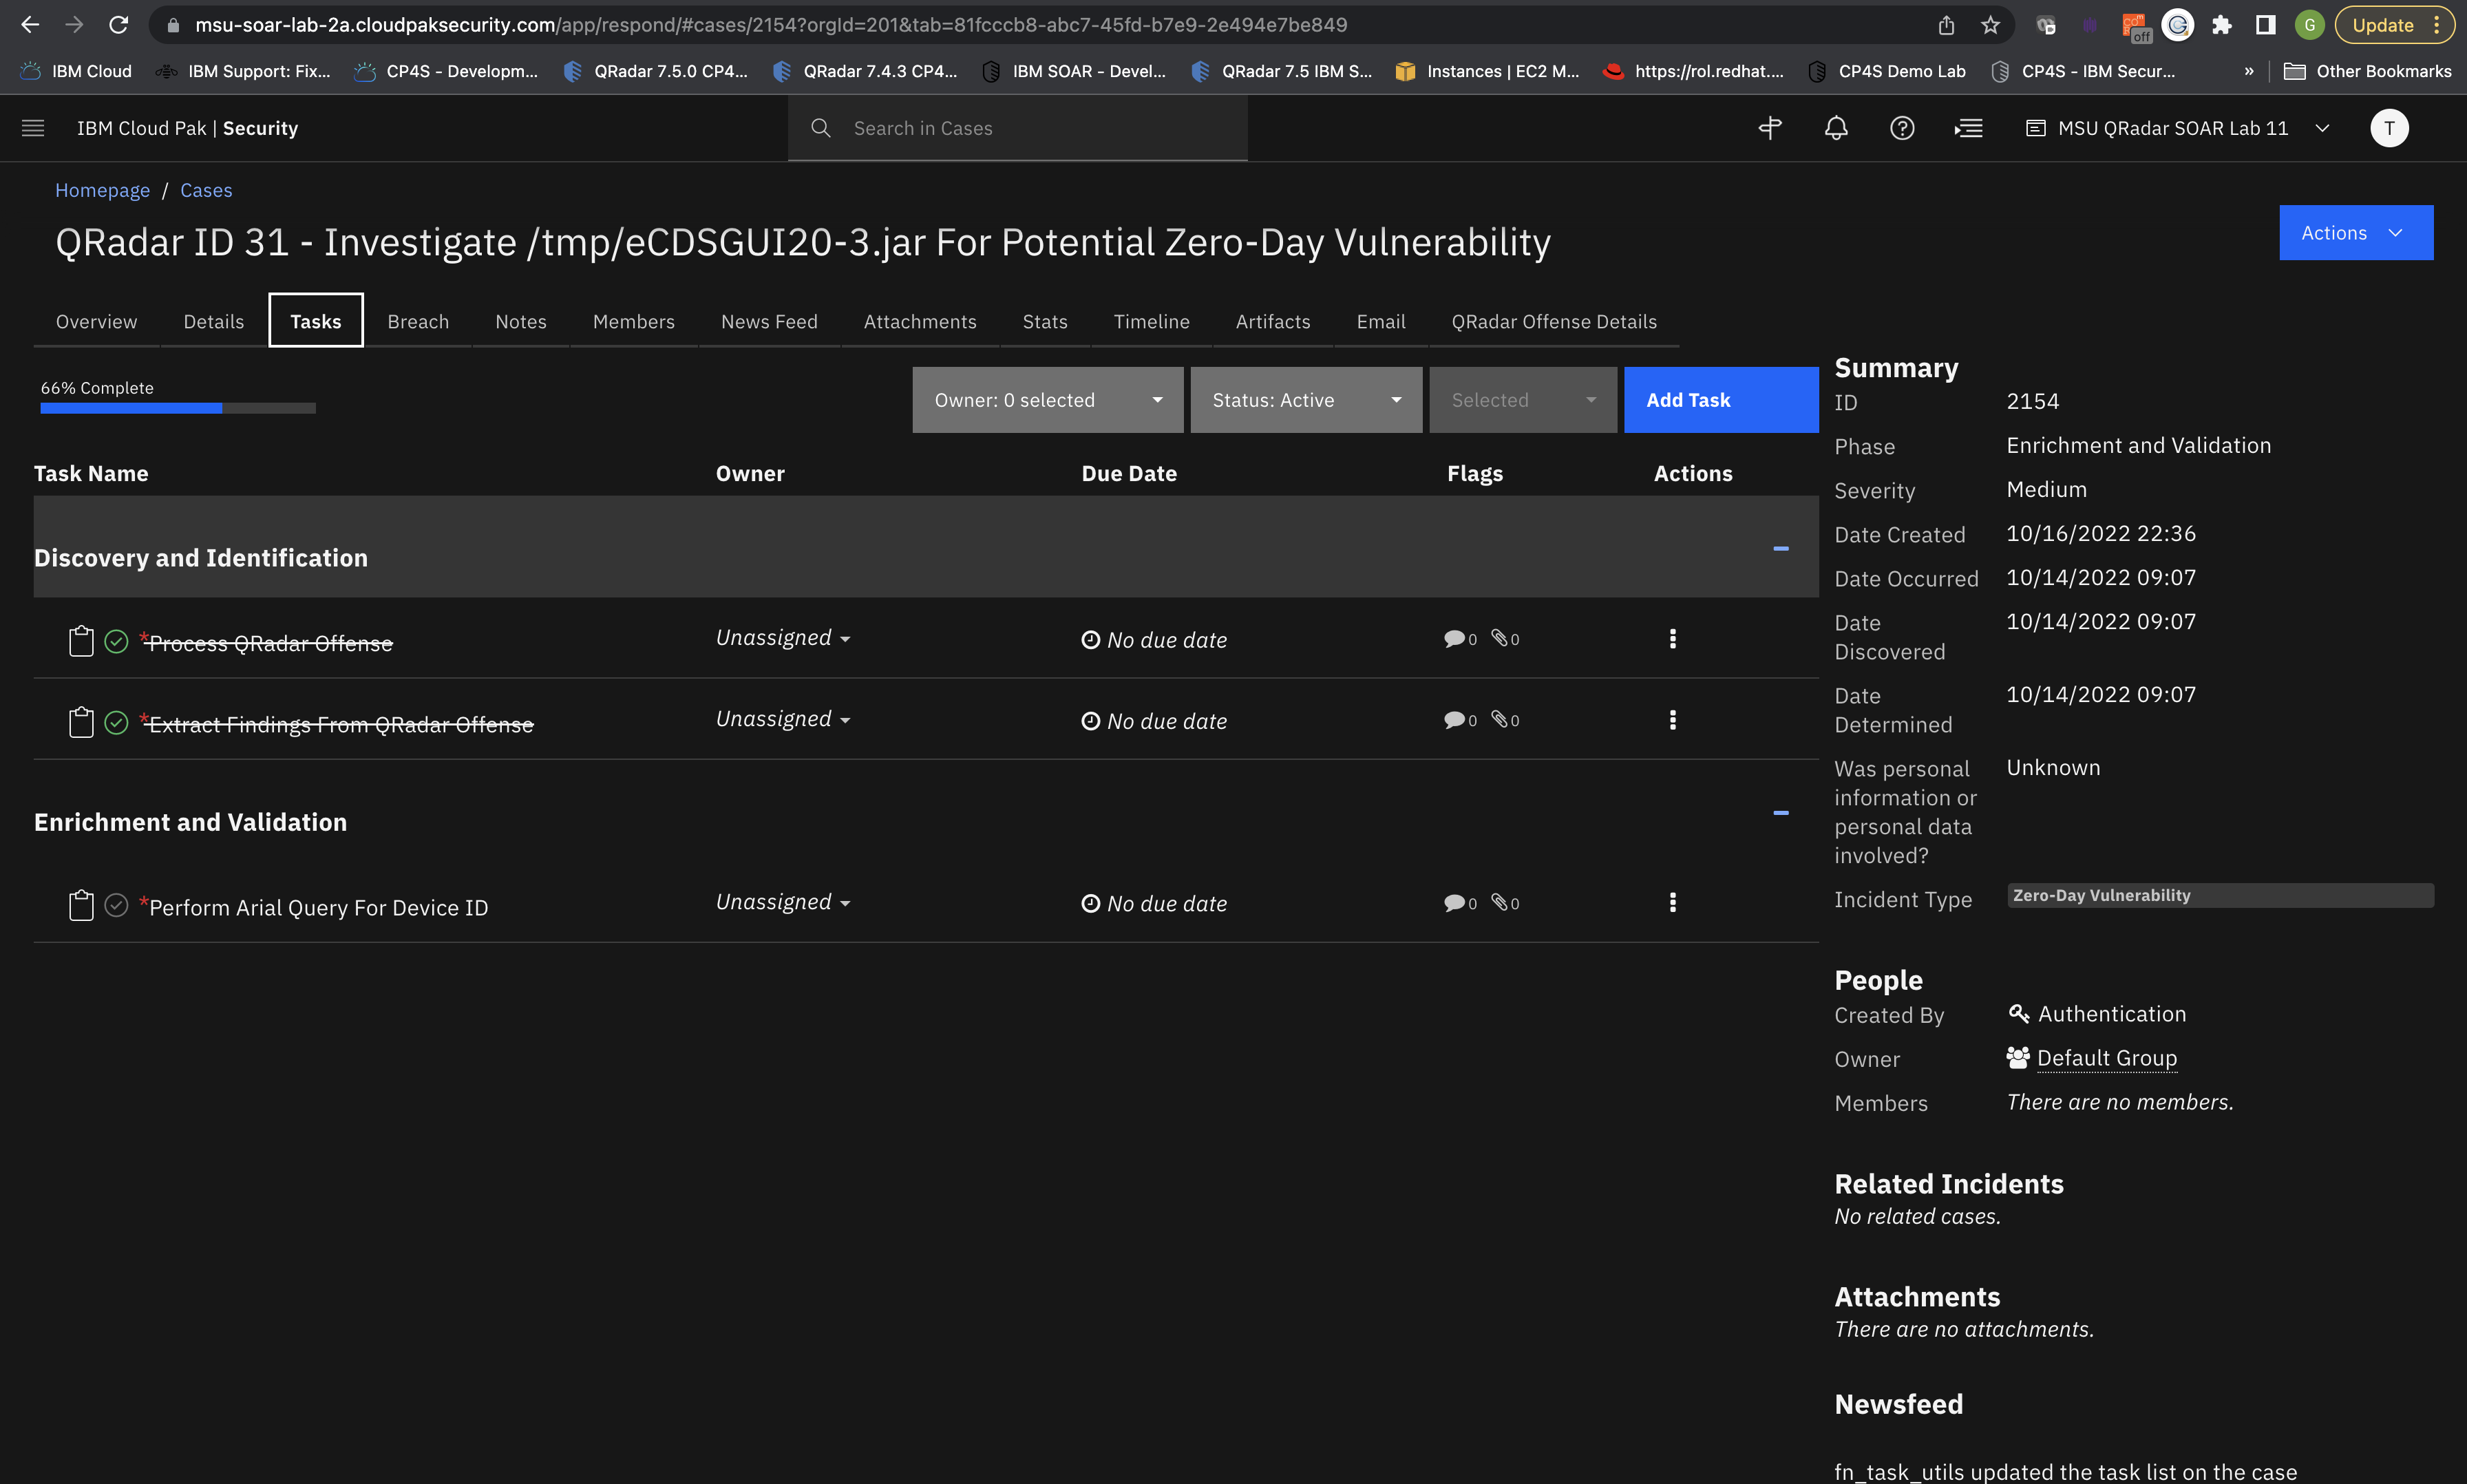 msu-soar-lab-2a.cloudpaksecurity.com/app/respond/#cases/2154?orgId=201&tab=81fcccb8-abc7-45fd-b7e9-2e494e7be849
off
G
Update
IBM Cloud
IBM Support: Fix...
CP4S - Developm...
QRadar 7.5.0 CP4...
QRadar 7.4.3 CP4...
IBM SOAR - Devel...
QRadar 7.5 IBM S...
Instances | EC2 M...
https://rol.redhat....
CP4S Demo Lab
CP4S - IBM Secur...
»
Other Bookmarks
IBM Cloud Pak | Security
Search in Cases
MSU QRadar SOAR Lab 11
T
Homepage / Cases
QRadar ID 31 - Investigate /tmp/eCDSGUI20-3.jar For Potential Zero-Day Vulnerability
Actions
Overview
Details
Tasks
Breach
Notes
Members
News Feed
Attachments
Stats
Timeline
Artifacts
Email
QRadar Offense Details
66% Complete
Owner: 0 selected
Status: Active
Selected
Add Task
Task Name
Owner
Due Date
Flags
Actions
Discovery and Identification
*Process QRadar Offense
Unassigned
No due date
0
0
*Extract Findings From QRadar Offense
Unassigned
No due date
0
0
Enrichment and Validation
*Perform Arial Query For Device ID
Unassigned
No due date
0
0
Summary
ID
2154
Phase
Enrichment and Validation
Severity
Medium
Date Created
10/16/2022 22:36
Date Occurred
10/14/2022 09:07
Date
Discovered
10/14/2022 09:07
Date
Determined
10/14/2022 09:07
Was personal
information or
personal data
involved?
Unknown
Incident Type
Zero-Day Vulnerability
People
Created By
Authentication
Owner
Default Group
Members
There are no members.
Related Incidents
No related cases.
Attachments
There are no attachments.
Newsfeed
fn_task_utils updated the task list on the case